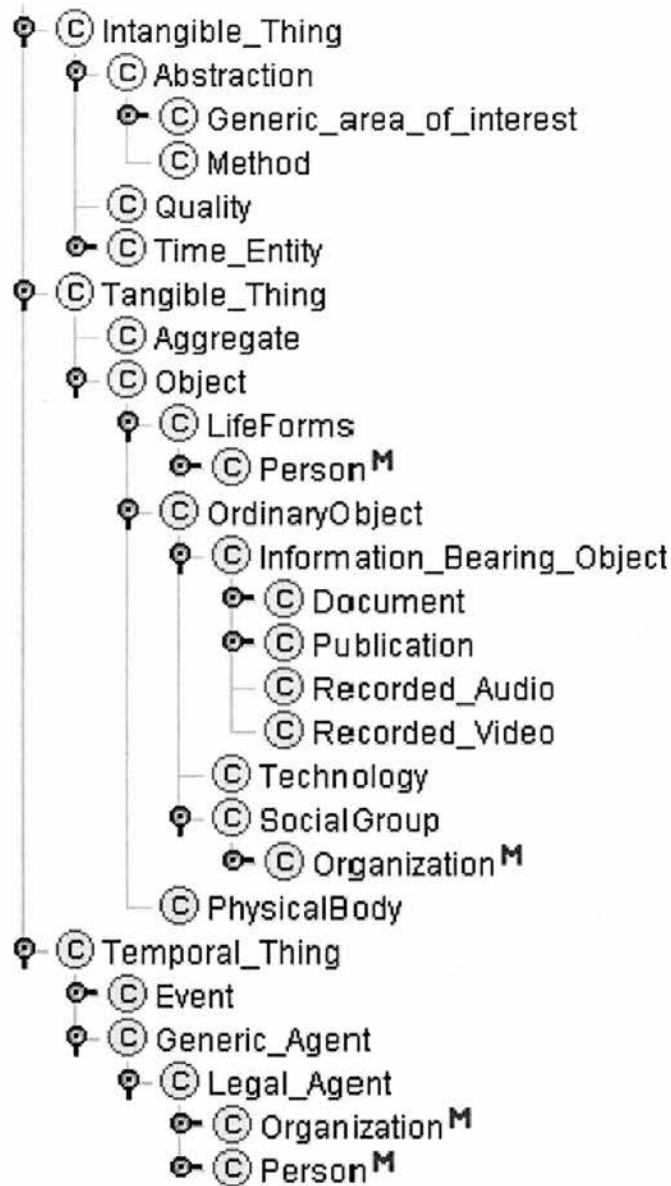 C Intangible_Thing
C Abstraction
C Generic_area_of_interest
C Method
C Quality
C Time_Entity
C Tangible_Thing
C Aggregate
C Object
C LifeForms
C Person M
C OrdinaryObject
C Information_Bearing_Object
C Document
C Publication
C Recorded_Audio
C Recorded_Video
C Technology
C SocialGroup
C Organization M
C PhysicalBody
C Temporal_Thing
C Event
C Generic_Agent
C Legal_Agent
C Organization M
C Person M